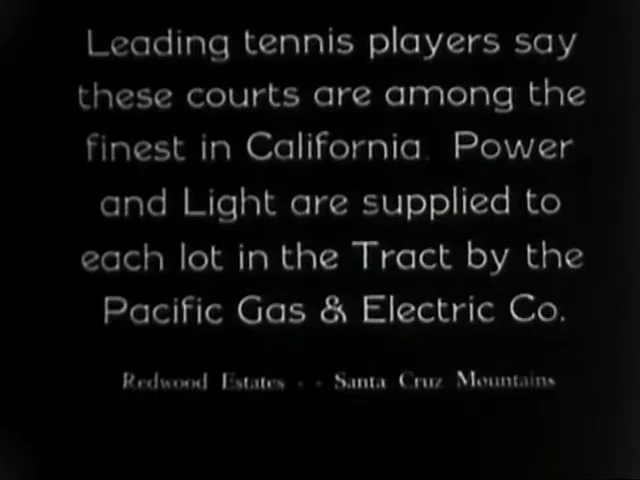 Leading tennis players say
these courts are among the
finest in California. Power
and Light are supplied to
each lot in the Tract by the
Pacific Gas & Electric Co.
Redwood Estates - - Santa Cruz Mountains